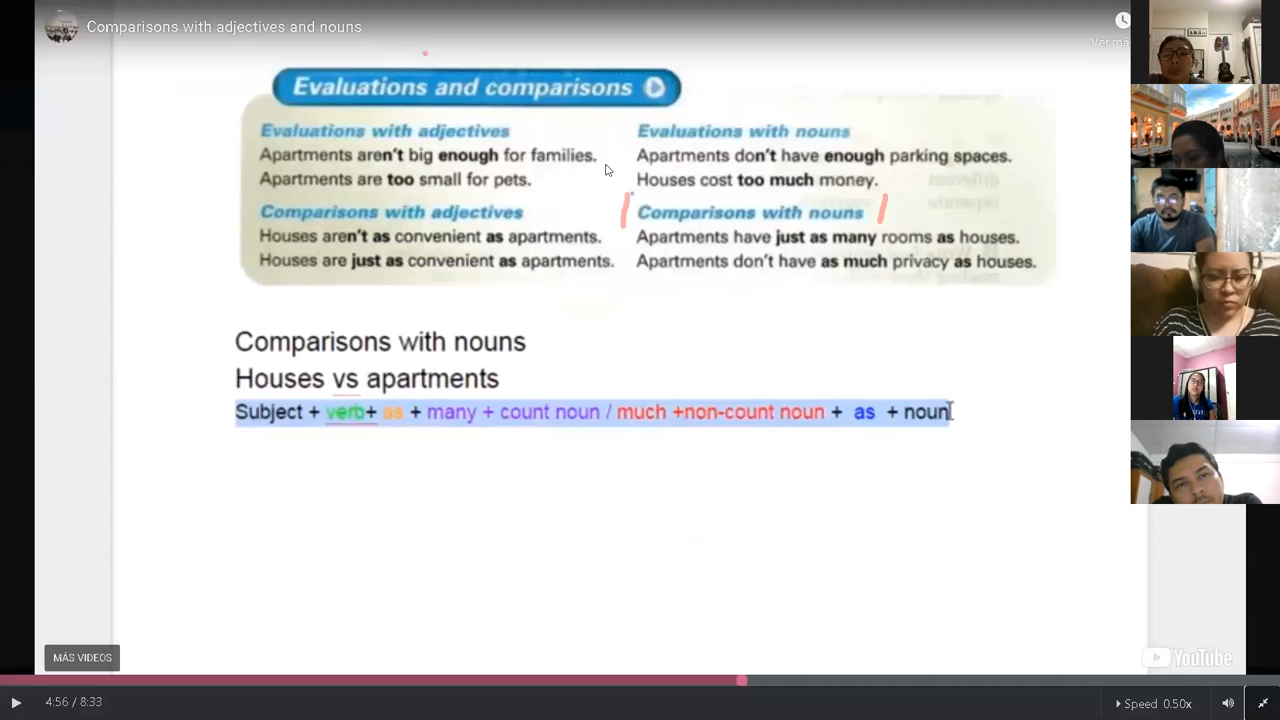 Comparisons with adjectives and nouns
Evaluations and comparisons
Evaluations with adjectives
Apartments aren't big enough for families.
Apartments are too small for pets.
Comparisons with adjectives
Houses aren't as convenient as apartments.
Houses are just as convenient as apartments.
Evaluations with nouns
Apartments don't have enough parking spaces.
Houses cost too much money.
Comparisons with nouns
Apartments have just as many rooms as houses.
Apartments don't have as much privacy as houses.
Comparisons with nouns
Houses vs apartments
Subject + verb+ as + many + count noun / much +non-count noun + as + noun
Ver má
MÁS VIDEOS
YouTube
4:56 / 8:33
Speed 0.50x